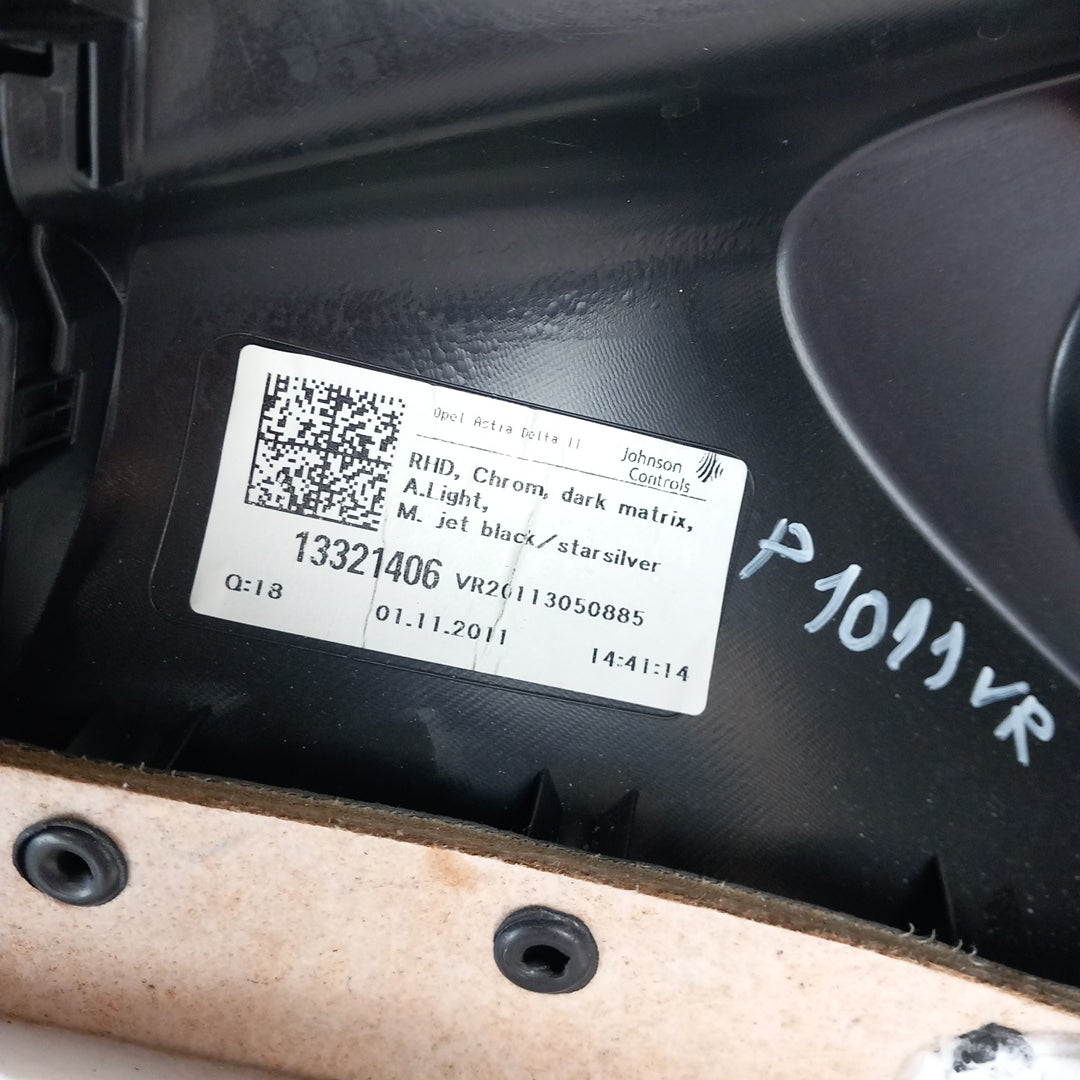 Opel Astra Delta II
Johnson
Controls
RHD, Chrom, dark matrix,
A.Light,
M. jet black/starsilver
13321406 VR20113050885
Q:18
01.11.2011
14:41:14
P1011VR